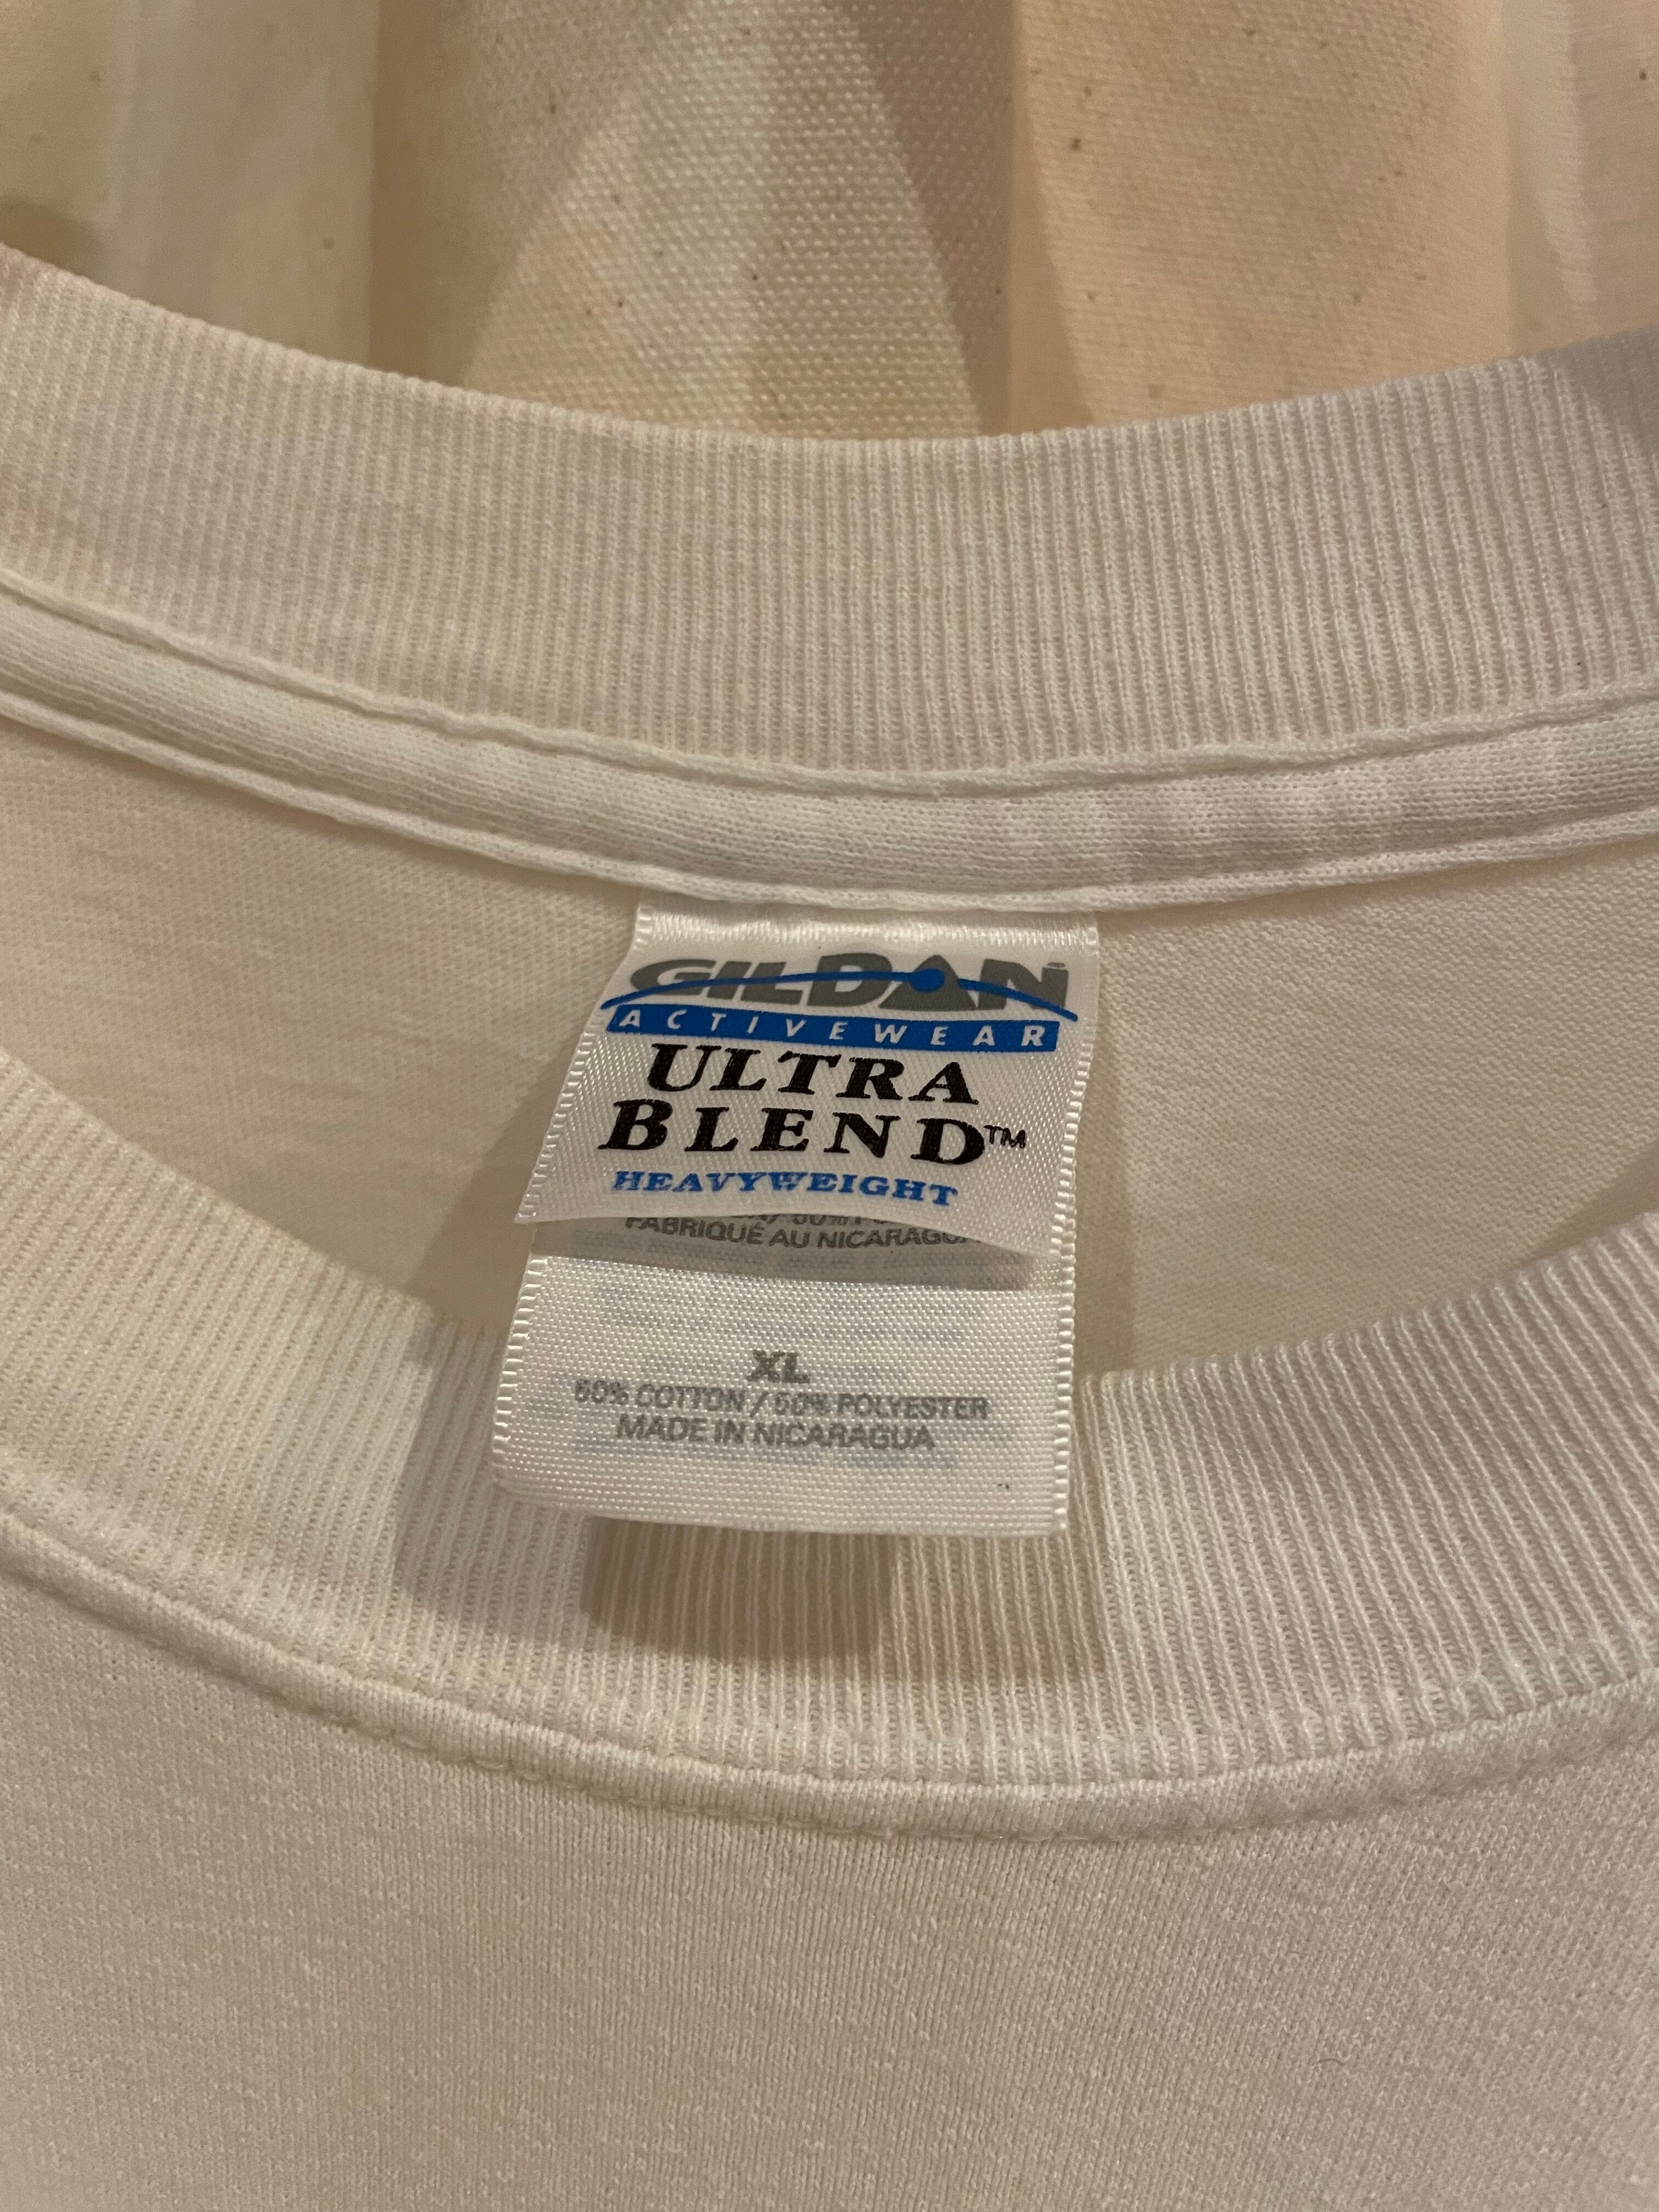 GILDAN®
ACTIVEWEAR
ULTRA
BLEND™
HEAVYWEIGHT
FABRIQUÉ AU NICARAGUA
XL
50% COTTON / 50% POLYESTER
MADE IN NICARAGUA